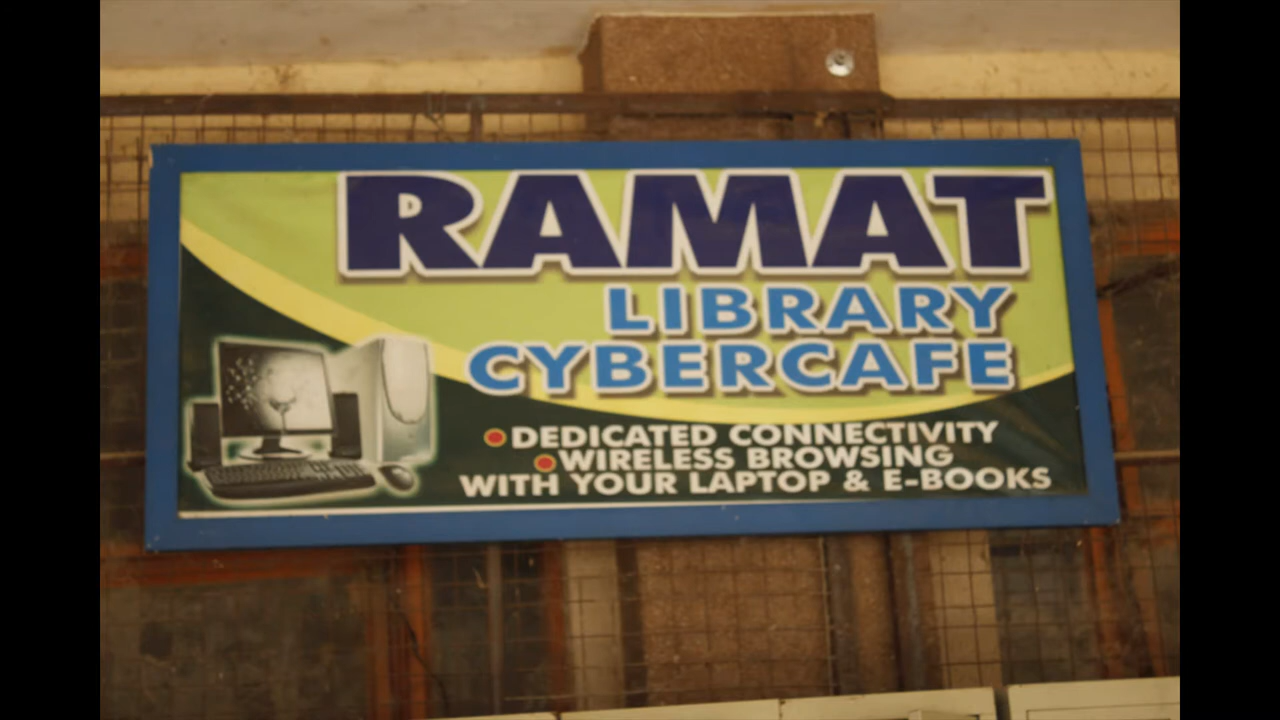 RAMAT
LIBRARY
CYBERCAFE
•DEDICATED CONNECTIVITY
•WIRELESS BROWSING
WITH YOUR LAPTOP & E-BOOKS